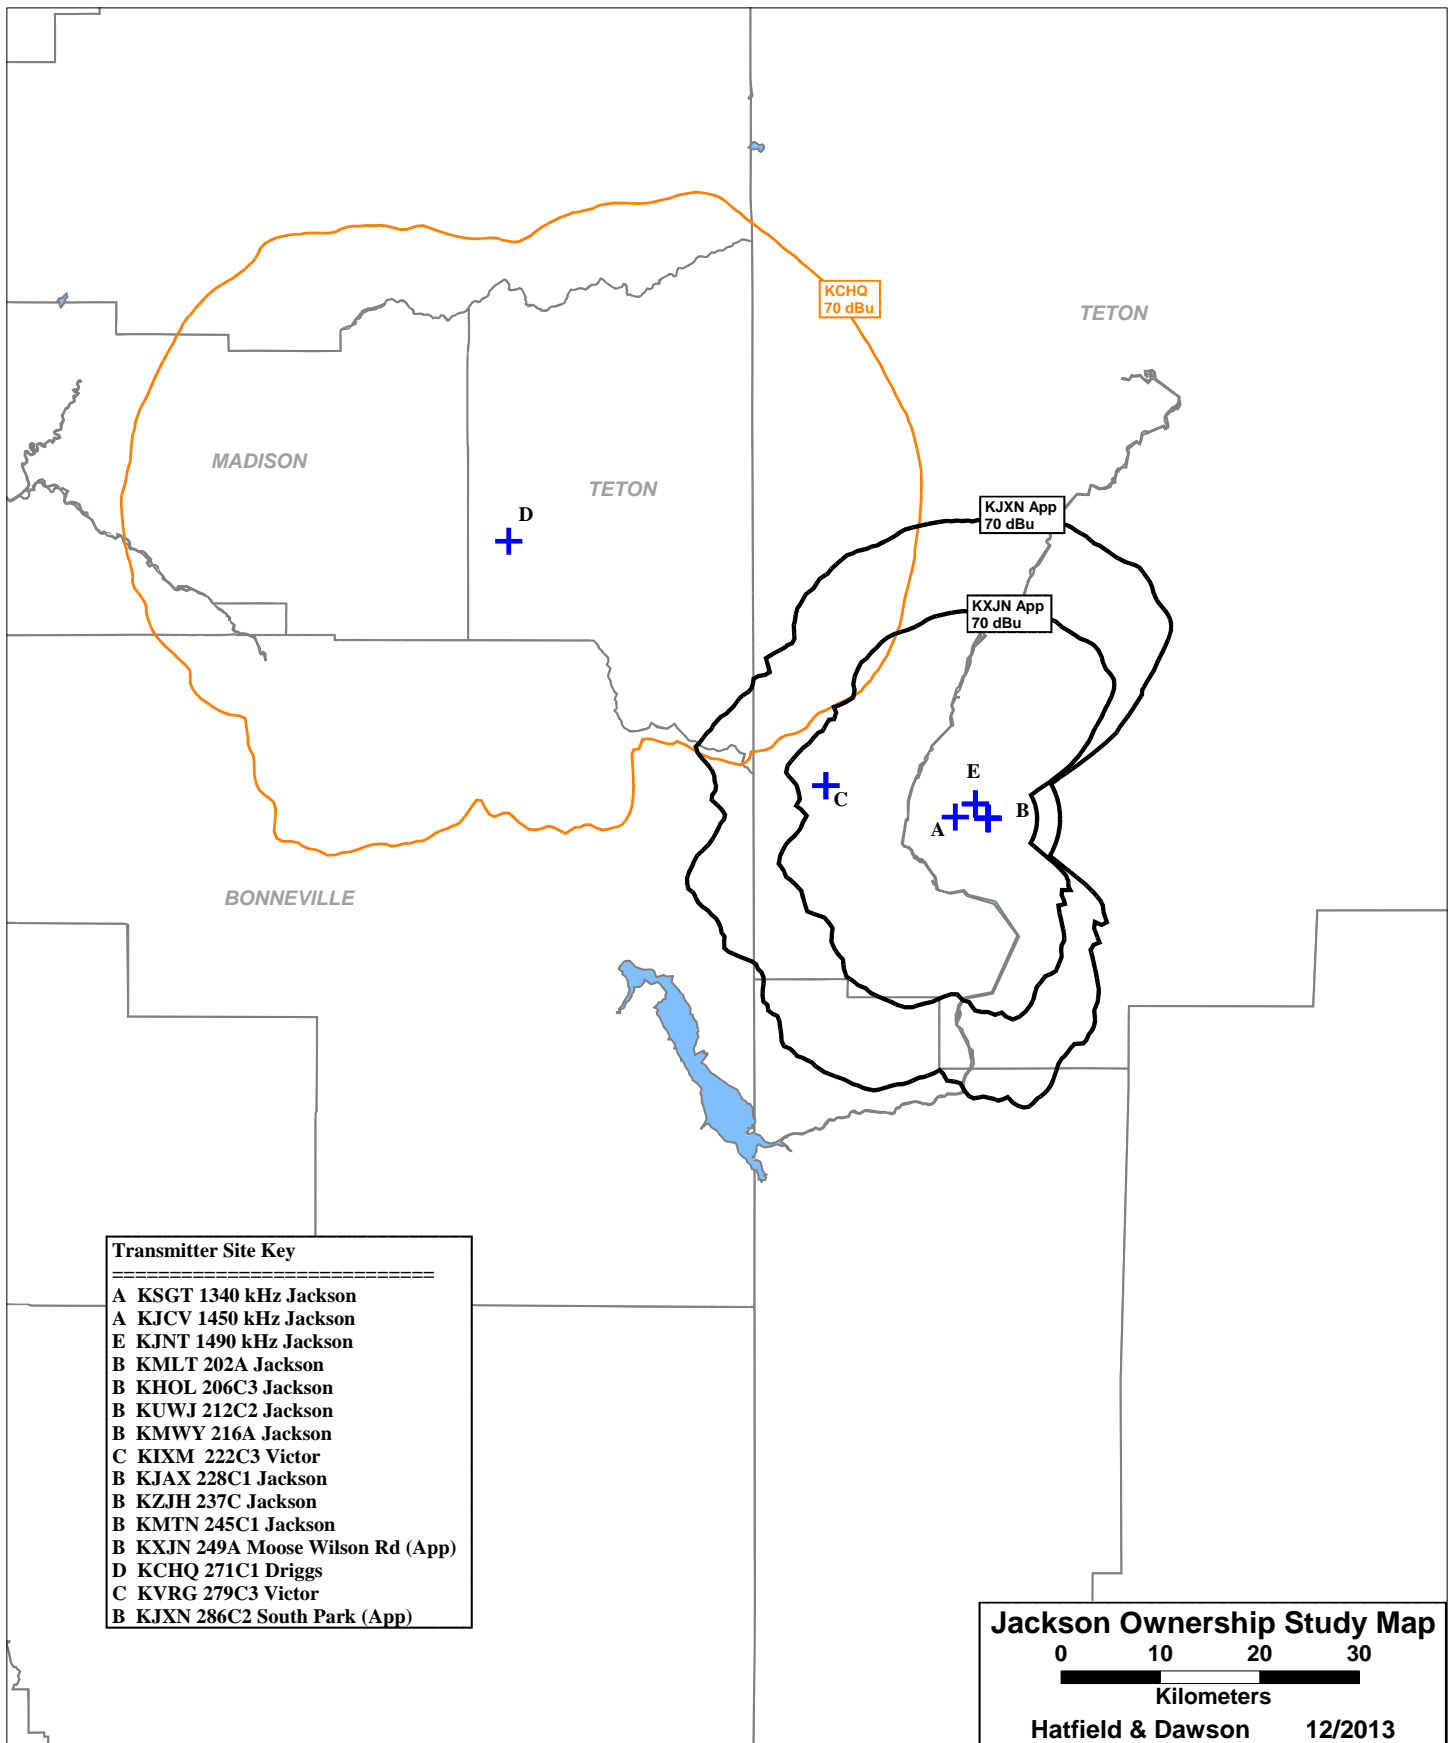 KCHQ
70 dBu
TETON
MADISON
TETON
D
KJXN App
70 dBu
KXJN App
70 dBu
E
C
B
A
BONNEVILLE
Transmitter Site Key
============================
A KSGT 1340 kHz Jackson
A KJCV 1450 kHz Jackson
E KJNT 1490 kHz Jackson
B KMLT 202A Jackson
B KHOL 206C3 Jackson
B KUWJ 212C2 Jackson
B KMWY 216A Jackson
C KIXM 222C3 Victor
B KJAX 228C1 Jackson
B KZJH 237C Jackson
B KMTN 245C1 Jackson
B KXJN 249A Moose Wilson Rd (App)
D KCHQ 271C1 Driggs
C KVRG 279C3 Victor
B KJXN 286C2 South Park (App)
Jackson Ownership Study Map
0 10 20 30
Kilometers
Hatfield & Dawson 12/2013